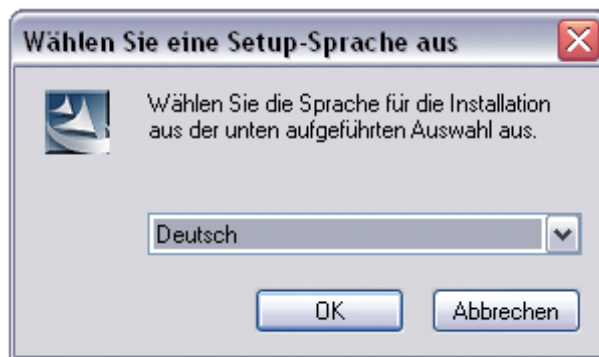 Wählen Sie eine Setup-Sprache aus
Wählen Sie die Sprache für die Installation
aus der unten aufgeführten Auswahl aus.
Deutsch
OK
Abbrechen